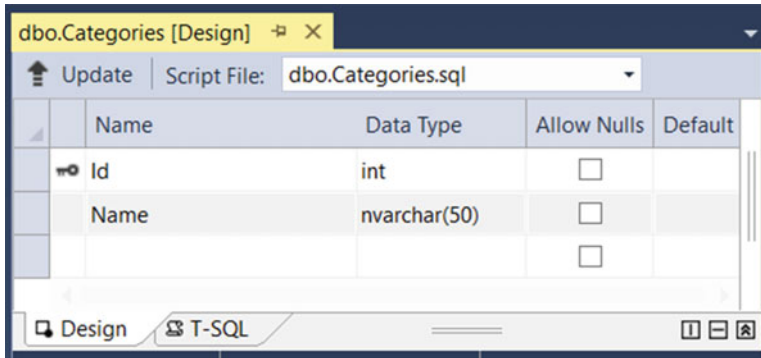 dbo.Categories [Design]
Update Script File: dbo.Categories.sql
Name Data Type Allow Nulls Default
Id int
Name nvarchar(50)
Design T-SQL